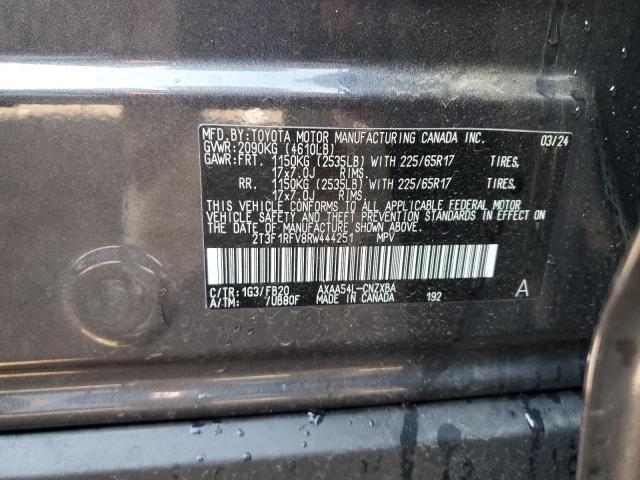 MFD.BY:TOYOTA MOTOR MANUFACTURING CANADA INC. 03/24
GVWR:2090KG (4610LB)
GAWR:FRT. 1150KG (2535LB) WITH 225/65R17 TIRES,
17x7.0J RIMS.
RR. 1150KG (2535LB) WITH 225/65R17 TIRES,
17x7.0J RIMS.
THIS VEHICLE CONFORMS TO ALL APPLICABLE FEDERAL MOTOR
VEHICLE SAFETY AND THEFT PREVENTION STANDARDS IN EFFECT ON
THE DATE OF MANUFACTURE SHOWN ABOVE.
2T3F1RFV8RW444251 MPV
C/TR: 1G3/FB20 AXAA54L-CNZXBA A
A/TM: /UB80F MADE IN CANADA 192